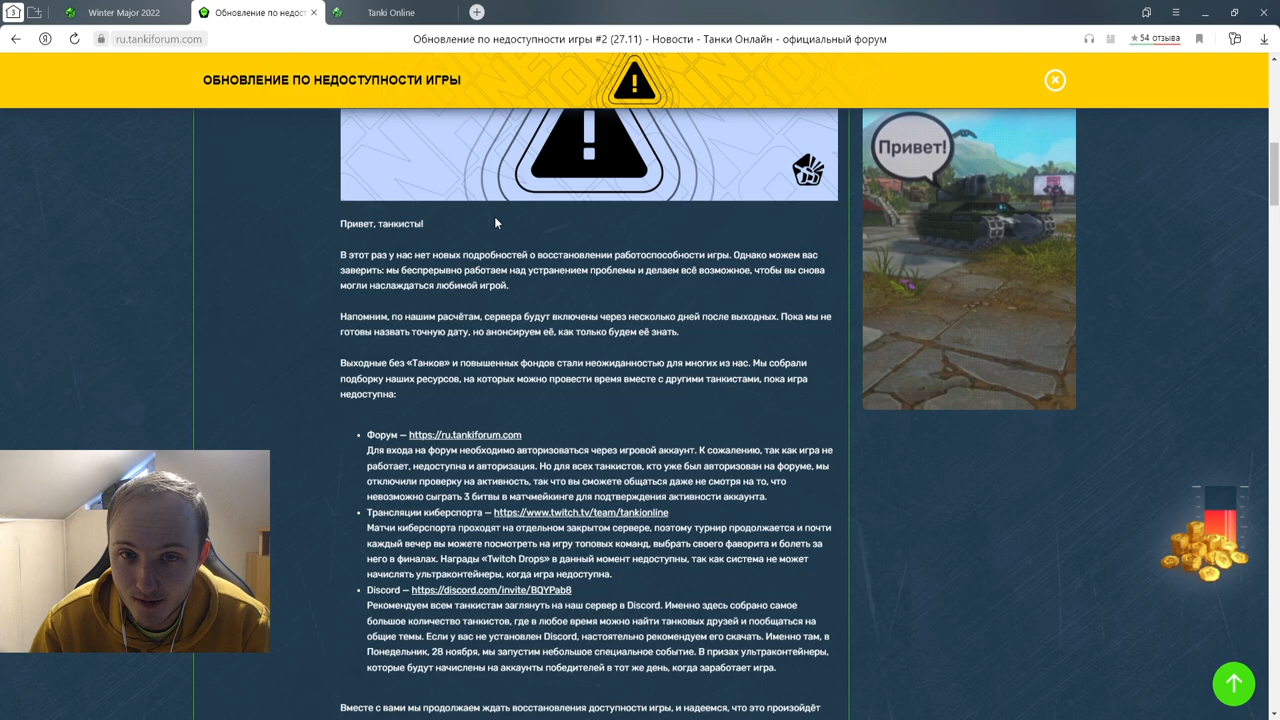 3
Winter Major 2022
Обновление по недост
Tanki Online
ru.tankiforum.com
Обновление по недоступности игры #2 (27.11) - Новости - Танки Онлайн - официальный форум
54 отзыва
ОБНОВЛЕНИЕ ПО НЕДОСТУПНОСТИ ИГРЫ
Привет!
Привет, танкисты!
В этот раз у нас нет новых подробностей о восстановлении работоспособности игры. Однако можем вас
заверить: мы беспрерывно работаем над устранением проблемы и делаем всё возможное, чтобы вы снова
могли наслаждаться любимой игрой.
Напомним, по нашим расчётам, сервера будут включены через несколько дней после выходных. Пока мы не
готовы назвать точную дату, но анонсируем её, как только будем её знать.
Выходные без «Танков» и повышенных фондов стали неожиданностью для многих из нас. Мы собрали
подборку наших ресурсов, на которых можно провести время вместе с другими танкистами, пока игра
недоступна:
• Форум — https://ru.tankiforum.com
Для входа на форум необходимо авторизоваться через игровой аккаунт. К сожалению, так как игра не
работает, недоступна и авторизация. Но для всех танкистов, кто уже был авторизован на форуме, мы
отключили проверку на активность, так что вы сможете общаться даже не смотря на то, что
невозможно сыграть 3 битвы в матчмейкинге для подтверждения активности аккаунта.
• Трансляции киберспорта — https://www.twitch.tv/team/tankionline
Матчи киберспорта проходят на отдельном закрытом сервере, поэтому турнир продолжается и почти
каждый вечер вы можете посмотреть на игру топовых команд, выбрать своего фаворита и болеть за
него в финалах. Награды «Twitch Drops» в данный момент недоступны, так как система не может
начислять ультраконтейнеры, когда игра недоступна.
• Discord — https://discord.com/invite/BQYPab8
Рекомендуем всем танкистам заглянуть на наш сервер в Discord. Именно здесь собрано самое
большое количество танкистов, где в любое время можно найти танковых друзей и пообщаться на
общие темы. Если у вас не установлен Discord, настоятельно рекомендуем его скачать. Именно там, в
Понедельник, 28 ноября, мы запустим небольшое специальное событие. В призах ультраконтейнеры,
которые будут начислены на аккаунты победителей в тот же день, когда заработает игра.
Вместе с вами мы продолжаем ждать восстановления доступности игры, и надеемся, что это произойдёт